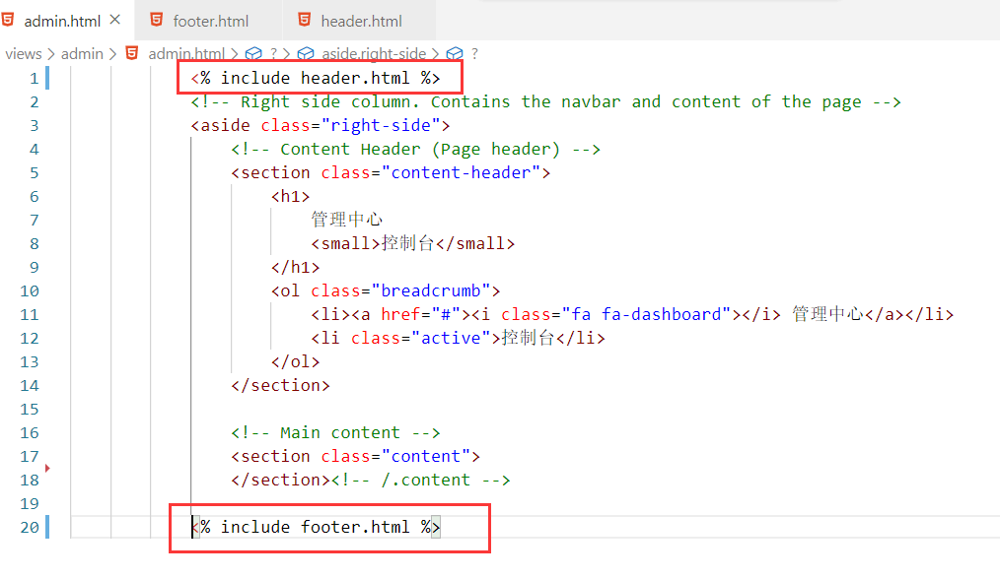 admin.html × footer.html header.html
views > admin > admin.html > ? > aside.right-side > ?
1 <% include header.html %>
2 <!-- Right side column. Contains the navbar and content of the page -->
3 <aside class="right-side">
4 <!-- Content Header (Page header) -->
5 <section class="content-header">
6 <h1>
7 管理中心
8 <small>控制台</small>
9 </h1>
10 <ol class="breadcrumb">
11 <li><a href="#"><i class="fa fa-dashboard"></i> 管理中心</a></li>
12 <li class="active">控制台</li>
13 </ol>
14 </section>
15
16 <!-- Main content -->
17 <section class="content">
18 </section><!-- /.content -->
19
20 <% include footer.html %>